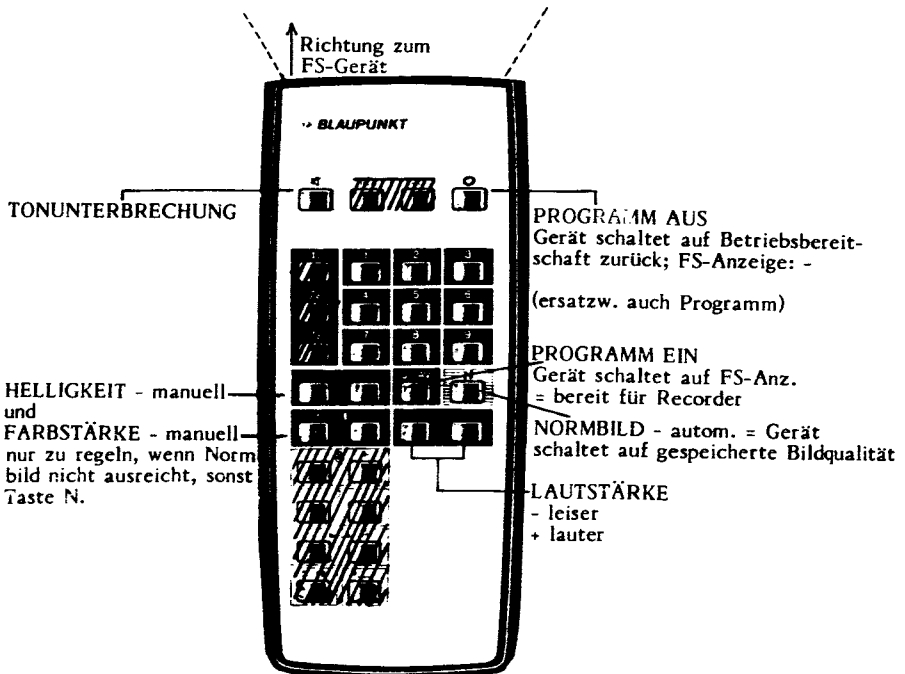 Richtung zum
FS-Gerät
BLAUPUNKT
TONUNTERBRECHUNG
PROGRAMM AUS
Gerät schaltet auf Betriebsbereit-
schaft zurück; FS-Anzeige: -
(ersatzw. auch Programm)
PROGRAMM EIN
Gerät schaltet auf FS-Anz.
= bereit für Recorder
HELLIGKEIT - manuell
und
FARBSTÄRKE - manuell
nur zu regeln, wenn Norm
bild nicht ausreicht, sonst
Taste N.
NORMBILD - autom. = Gerät
schaltet auf gespeicherte Bildqualität
LAUTSTÄRKE
- leiser
+ lauter